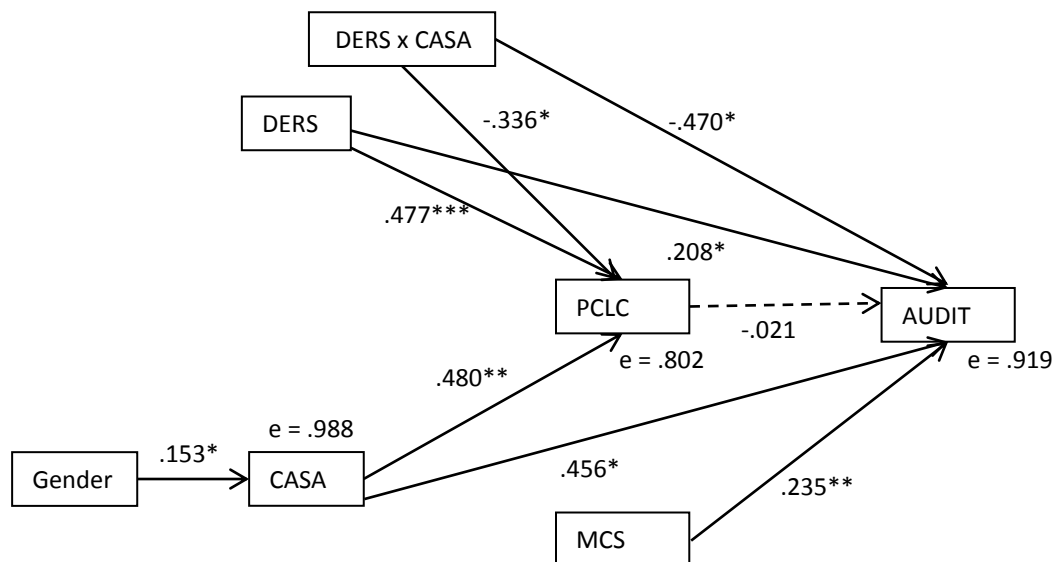 DERS x CASA
DERS
-.336*
-.470*
.477***
.208*
PCLC
AUDIT
-.021
e = .802
e = .919
.480**
e = .988
.153*
Gender
CASA
.456*
.235**
MCS